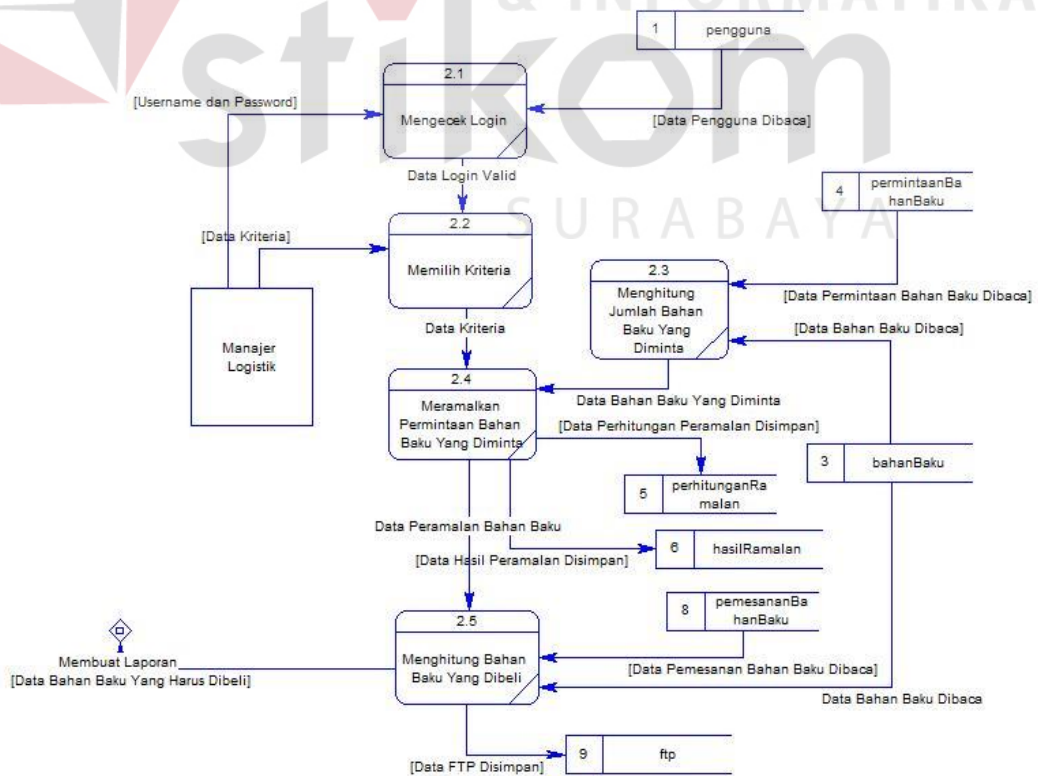 & INFORMATIKA
stikom
SURABAYA
1 pengguna
2.1
Mengecek Login
[Username dan Password]
[Data Pengguna Dibaca]
Data Login Valid
4 permintaanBa
hanBaku
2.2
Memilih Kriteria
[Data Kriteria]
2.3
Menghitung
Jumlah Bahan
Baku Yang
Diminta
[Data Permintaan Bahan Baku Dibaca]
[Data Bahan Baku Dibaca]
Data Kriteria
Manajer
Logistik
2.4
Meramalkan
Permintaan Bahan
Baku Yang Diminta
Data Bahan Baku Yang Diminta
[Data Perhitungan Peramalan Disimpan]
3 bahanBaku
5 perhitunganRa
malan
Data Peramalan Bahan Baku
6 hasilRamalan
[Data Hasil Peramalan Disimpan]
8 pemesananBa
hanBaku
2.5
Menghitung Bahan
Baku Yang Dibeli
Membuat Laporan
[Data Bahan Baku Yang Harus Dibeli]
[Data Pemesanan Bahan Baku Dibaca]
Data Bahan Baku Dibaca
9 ftp
[Data FTP Disimpan]